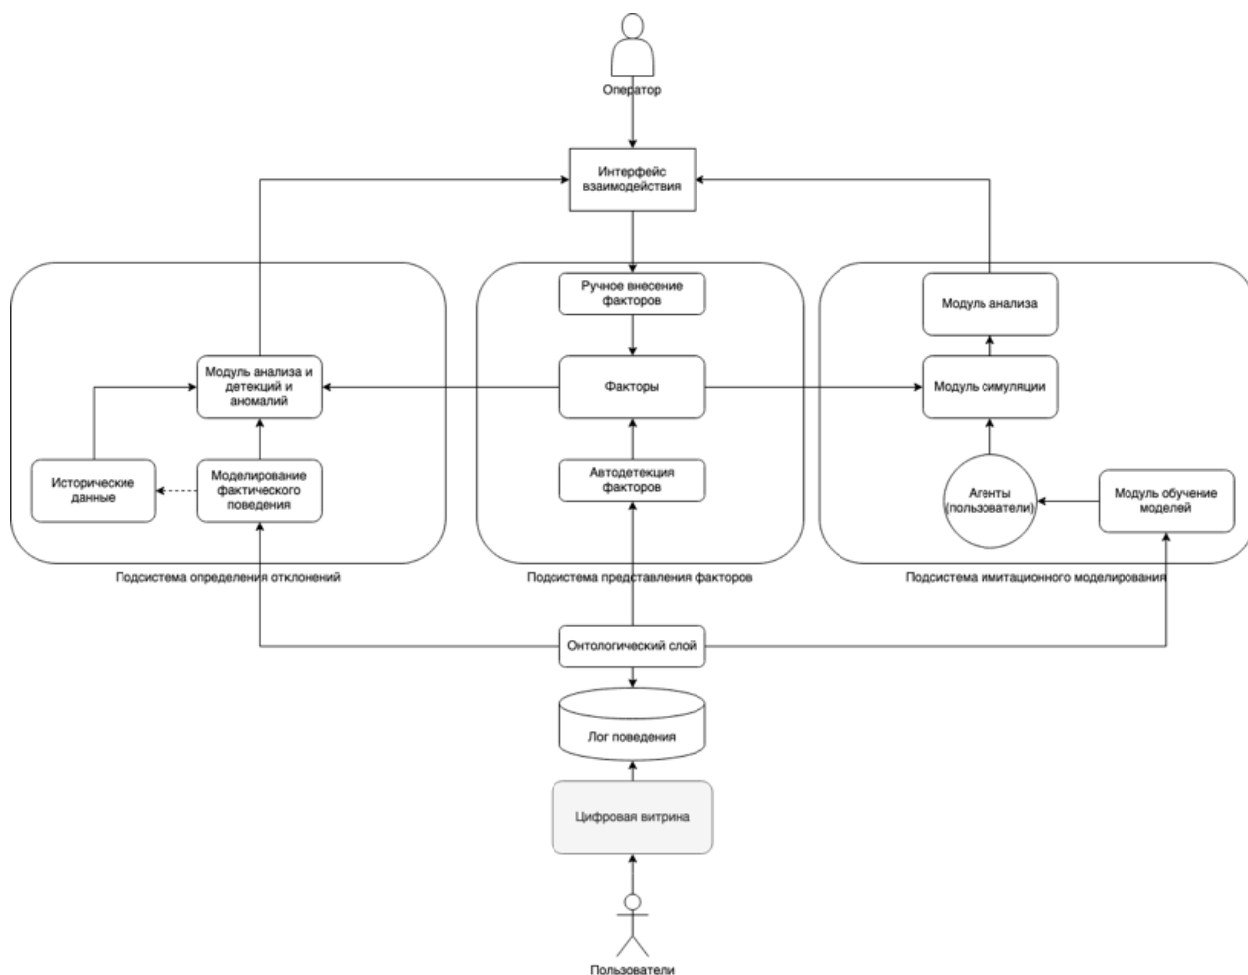 Оператор
Интерфейс
взаимодействия
Ручное внесение
факторов
Модуль анализа
Модуль анализа и
детекций и
аномалий
Факторы
Модуль симуляции
Исторические
данные
Моделирование
фактического
поведения
Автодетекция
факторов
Агенты
(пользователи)
Модуль обучение
моделей
Подсистема определения отклонений
Подсистема представления факторов
Подсистема имитационного моделирования
Онтологический слой
Лог поведения
Цифровая витрина
Пользователи